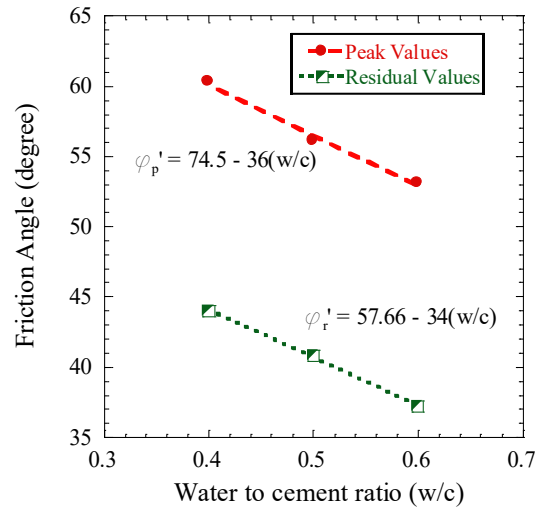 65
60
55
50
45
40
35
Friction Angle (degree)
Peak Values
Residual Values
φp' = 74.5 - 36(w/c)
φr' = 57.66 - 34(w/c)
0.3 0.4 0.5 0.6 0.7
Water to cement ratio (w/c)